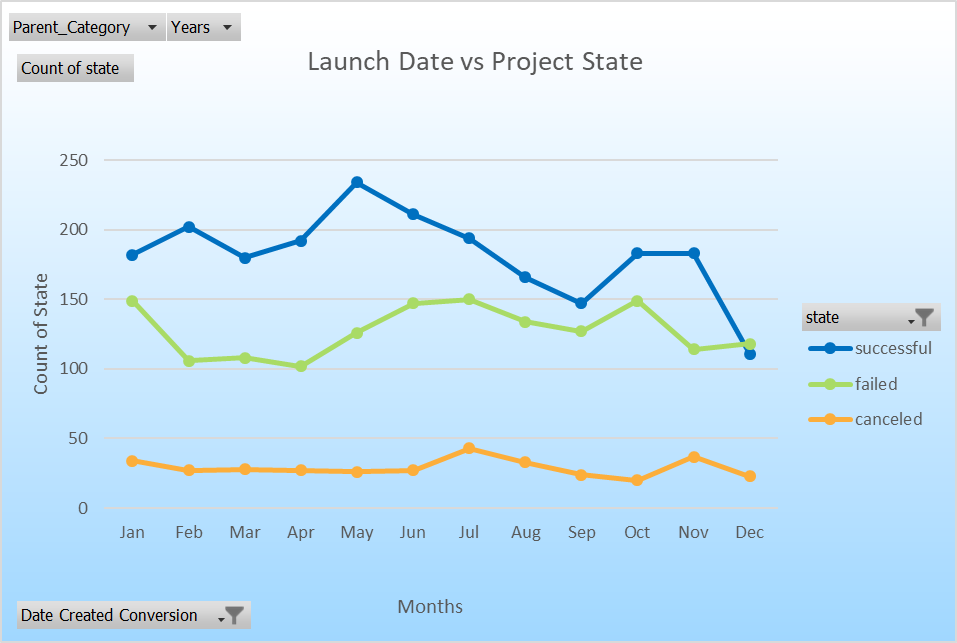 Parent_Category Years
Count of state
Launch Date vs Project State
250
200
150
100
50
0
Count of State
Jan Feb Mar Apr May Jun Jul Aug Sep Oct Nov Dec
Months
state
successful
failed
canceled
Date Created Conversion